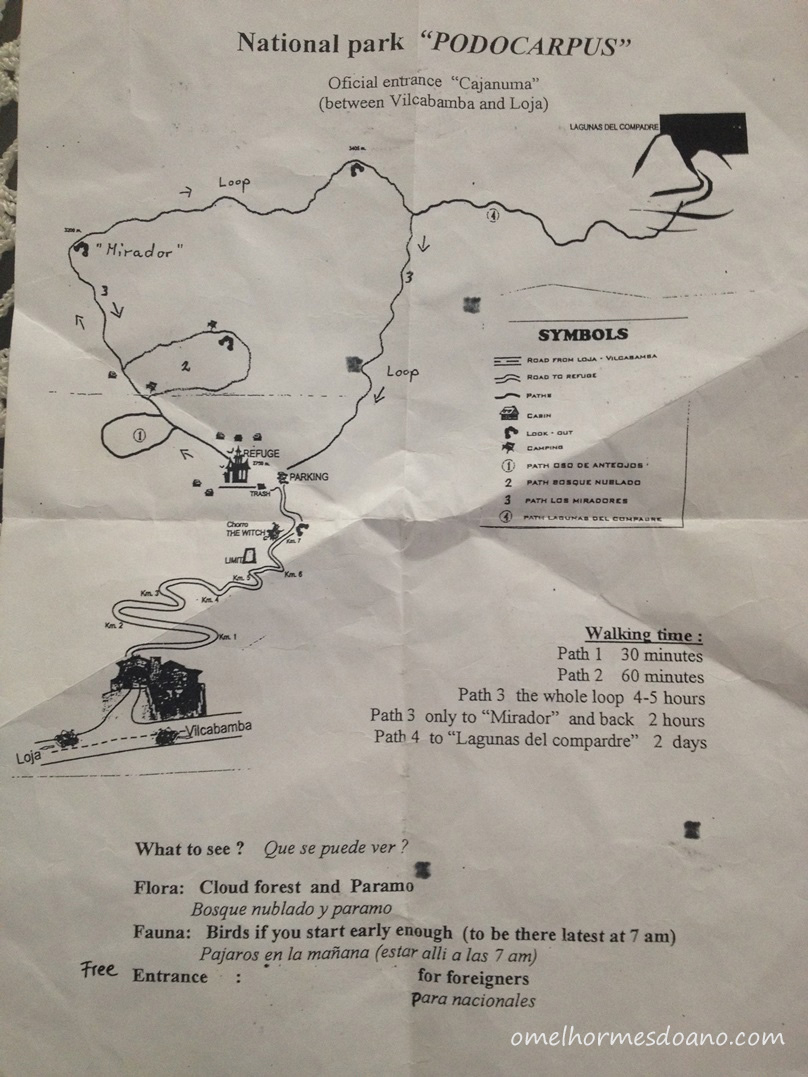 National park "PODOCARPUS"
Oficial entrance "Cajanuma"
(between Vilcabamba and Loja)
LAGUNAS DEL COMPADRE
3400 m.
Loop
3200 m.
"Mirador"
4
3
3
2
Loop
1
REFUGE
2750 m.
PARKING
TRASH
Chorro
THE WITCH
Km. 7
LIMIT
Km. 6
Km. 5
Km. 4
Km. 3
Km. 2
Km. 1
Loja
Vilcabamba
SYMBOLS
ROAD FROM LOJA - VILCABAMBA
ROAD TO REFUGE
PATHS
CABIN
LOOK - OUT
CAMPING
1 PATH OSO DE ANTEOJOS
2 PATH BOSQUE NUBLADO
3 PATH LOS MIRADORES
4 PATH LAGUNAS DEL COMPADRE
Walking time :
Path 1 30 minutes
Path 2 60 minutes
Path 3 the whole loop 4-5 hours
Path 3 only to "Mirador" and back 2 hours
Path 4 to "Lagunas del compardre" 2 days
What to see ? Que se puede ver ?
Flora: Cloud forest and Paramo
Bosque nublado y paramo
Fauna: Birds if you start early enough (to be there latest at 7 am)
Pajaros en la mañana (estar alli a las 7 am)
Free Entrance : for foreigners
Para nacionales
omelhormesdoano.com